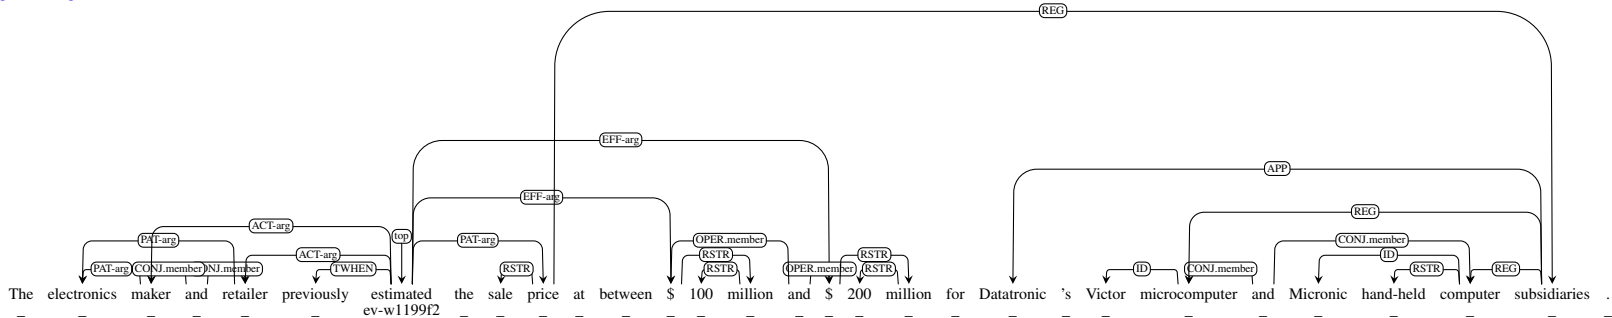 REG
EFF-arg
APP
EFF-arg
REG
ACT-arg
top
PAT-arg PAT-arg OPER.member CONJ.member
ACT-arg RSTR RSTR ID
PAT-arg CONJ.member ONJ.member TWHEN RSTR RSTR OPER.member RSTR ID CONJ.member RSTR REG
The electronics maker and retailer previously estimated the sale price at between $ 100 million and $ 200 million for Datatronic 's Victor microcomputer and Micronic hand-held computer subsidiaries .
_ _ _ _ _ _ ev-w1199f2 _ _ _ _ _ _ _ _ _ _ _ _ _ _ _ _ _ _ _ _ _ _ _